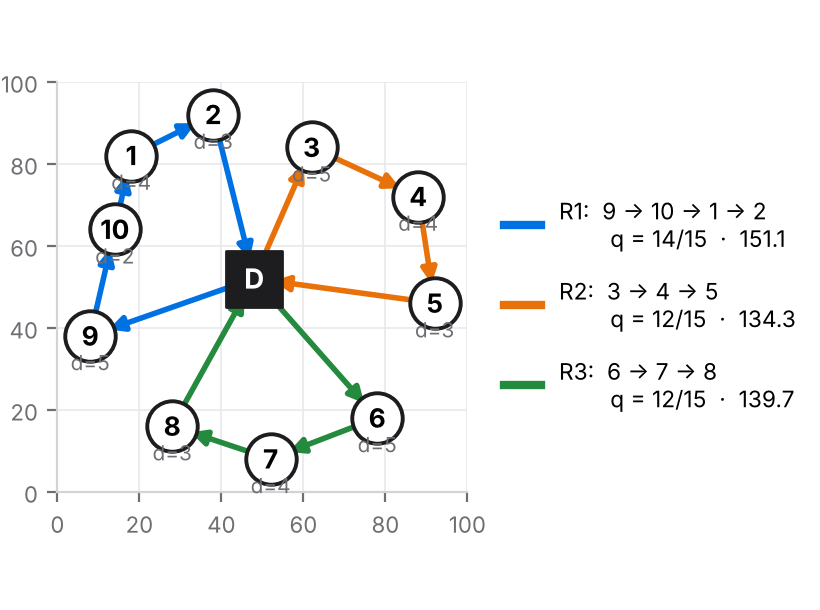 100
80
60
40
20
0
0 20 40 60 80 100
2
d=3
1
d=4
3
d=5
4
d=4
10
d=2
D
5
d=3
9
d=5
6
d=5
8
d=3
7
d=4
R1: 9 → 10 → 1 → 2
q = 14/15 · 151.1
R2: 3 → 4 → 5
q = 12/15 · 134.3
R3: 6 → 7 → 8
q = 12/15 · 139.7